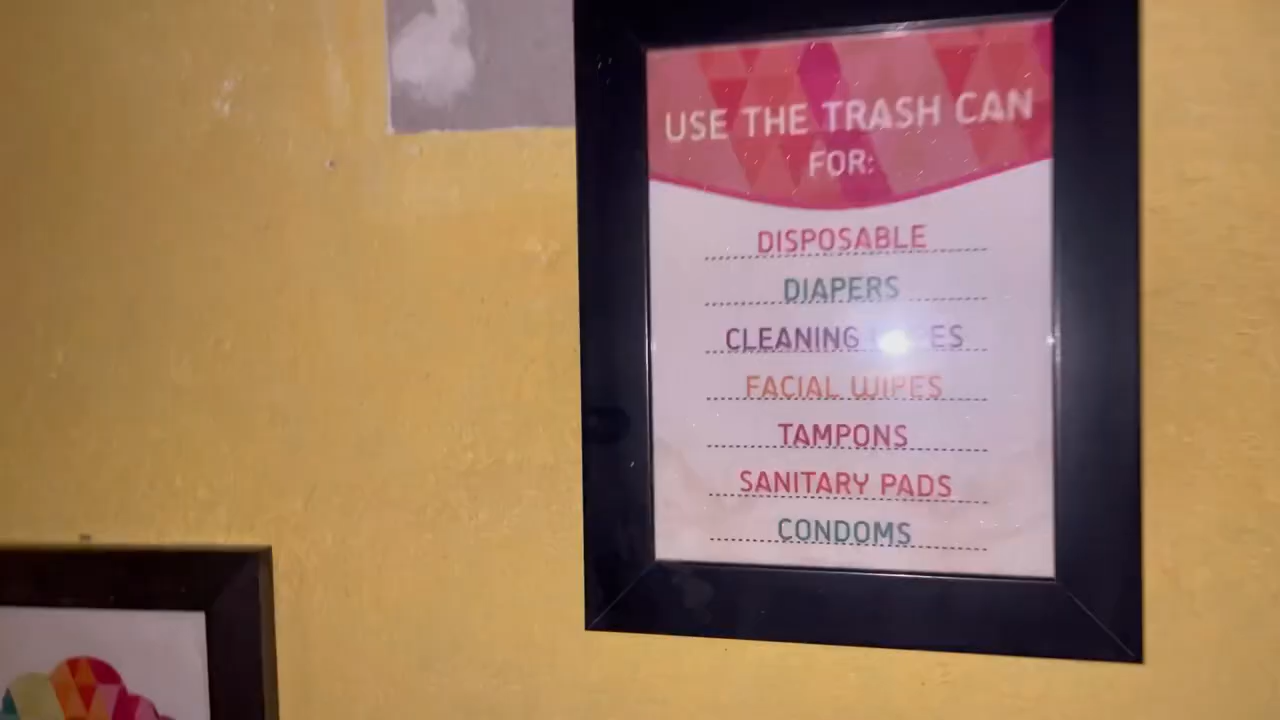 USE THE TRASH CAN
FOR:
DISPOSABLE
DIAPERS
CLEANING
FACIAL WIPES
TAMPONS
SANITARY PADS
CONDOMS